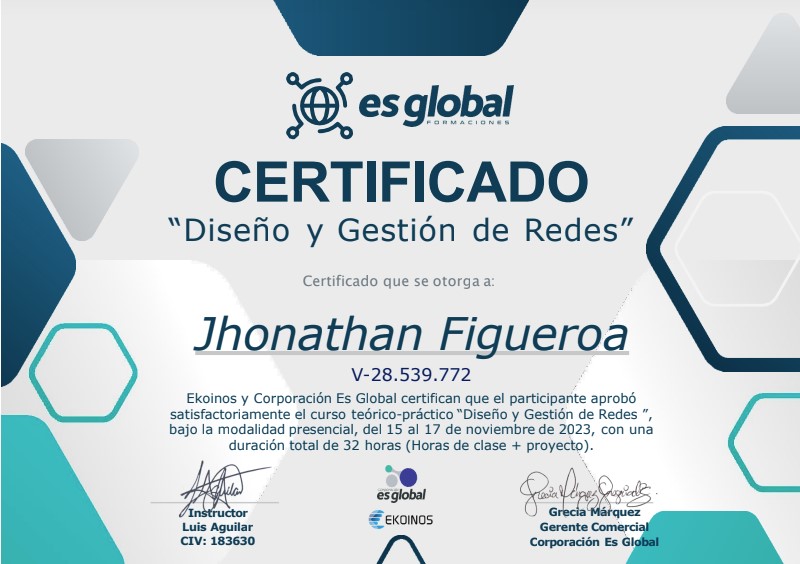 es global
FORMACIONES
CERTIFICADO
“Diseño y Gestión de Redes”
Certificado que se otorga a:
Jhonathan Figueroa
V-28.539.772
Ekoinos y Corporación Es Global certifican que el participante aprobó
satisfactoriamente el curso teórico-práctico “Diseño y Gestión de Redes ”,
bajo la modalidad presencial, del 15 al 17 de noviembre de 2023, con una
duración total de 32 horas (Horas de clase + proyecto).
Instructor
Luis Aguilar
CIV: 183630
es global
EKOINOS
Grecia Márquez
Gerente Comercial
Corporación Es Global